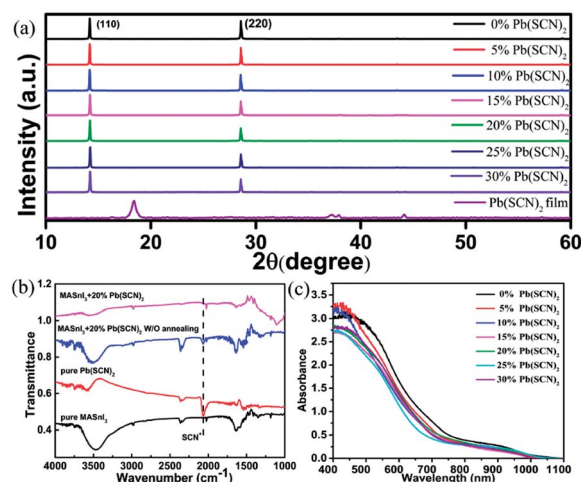 (a)
(110)
(220)
0% Pb(SCN)2
5% Pb(SCN)2
10% Pb(SCN)2
15% Pb(SCN)2
20% Pb(SCN)2
25% Pb(SCN)2
30% Pb(SCN)2
Pb(SCN)2 film
Intensity (a.u.)
10 20 30 40 50 60
2θ(degree)
(b)
1.2
1.0
0.8
0.6
0.4
MASnI3+20% Pb(SCN)2
MASnI3+20% Pb(SCN)2 W/O annealing
pure Pb(SCN)2
pure MASnI3
SCN-
Transmittance
4000 3500 3000 2500 2000 1500 1000
Wavenumber (cm-1)
(c)
3.5
3.0
2.5
2.0
1.5
1.0
0.5
0.0
0% Pb(SCN)2
5% Pb(SCN)2
10% Pb(SCN)2
15% Pb(SCN)2
20% Pb(SCN)2
25% Pb(SCN)2
30% Pb(SCN)2
Absorbance
400 500 600 700 800 900 1000 1100
Wavelength (nm)